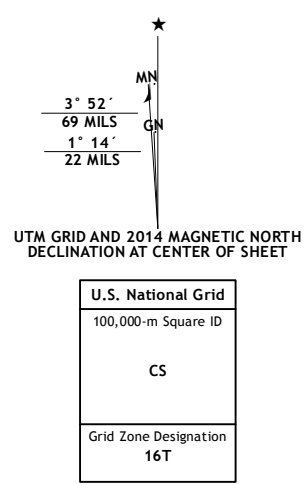 ★
MN
3° 52´
69 MILS
GN
1° 14´
22 MILS
UTM GRID AND 2014 MAGNETIC NORTH
DECLINATION AT CENTER OF SHEET
U.S. National Grid
100,000-m Square ID
CS
Grid Zone Designation
16T